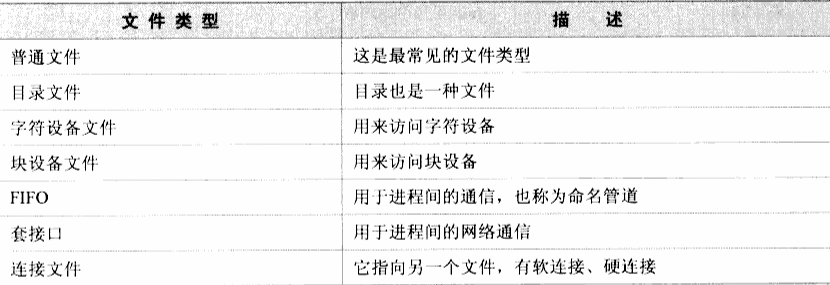 文件类型 描述
普通文件 这是最常见的文件类型
目录文件 目录也是一种文件
字符设备文件 用来访问字符设备
块设备文件 用来访问块设备
FIFO 用于进程间的通信，也称为命名管道
套接口 用于进程间的网络通信
连接文件 它指向另一个文件，有软连接、硬连接